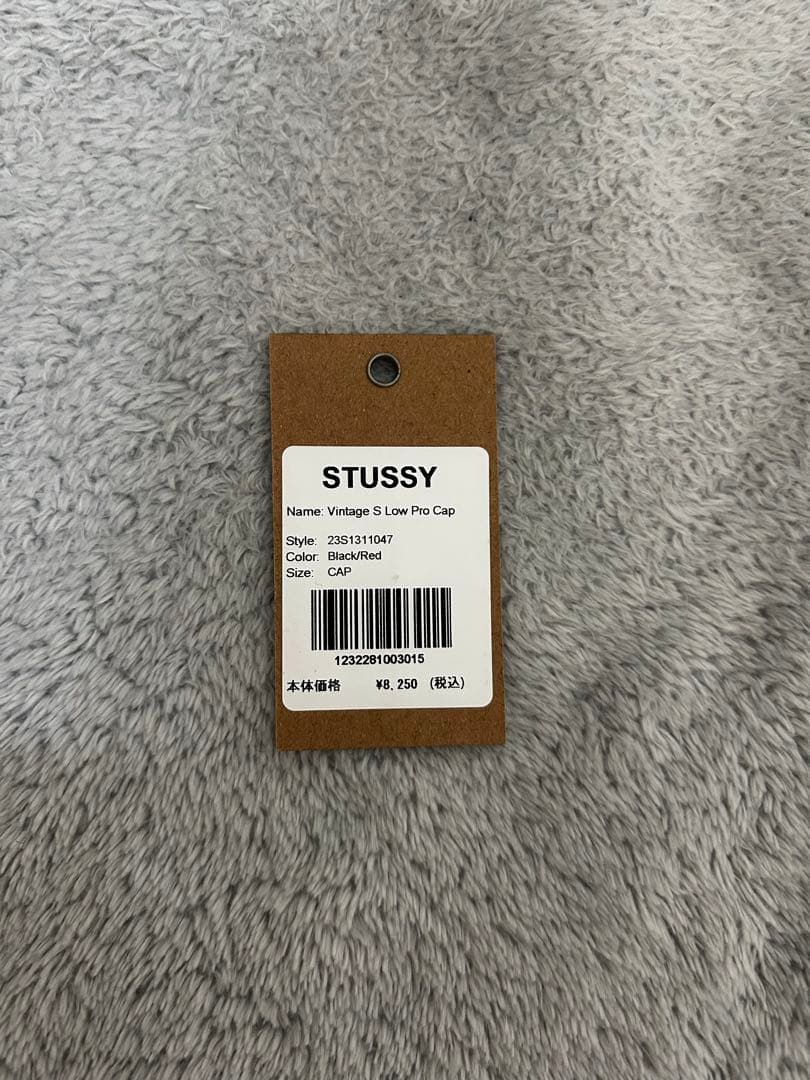 STUSSY
Name: Vintage S Low Pro Cap
Style: 23S1311047
Color: Black/Red
Size: CAP
1232281003015
本体価格 ¥8,250 (税込)